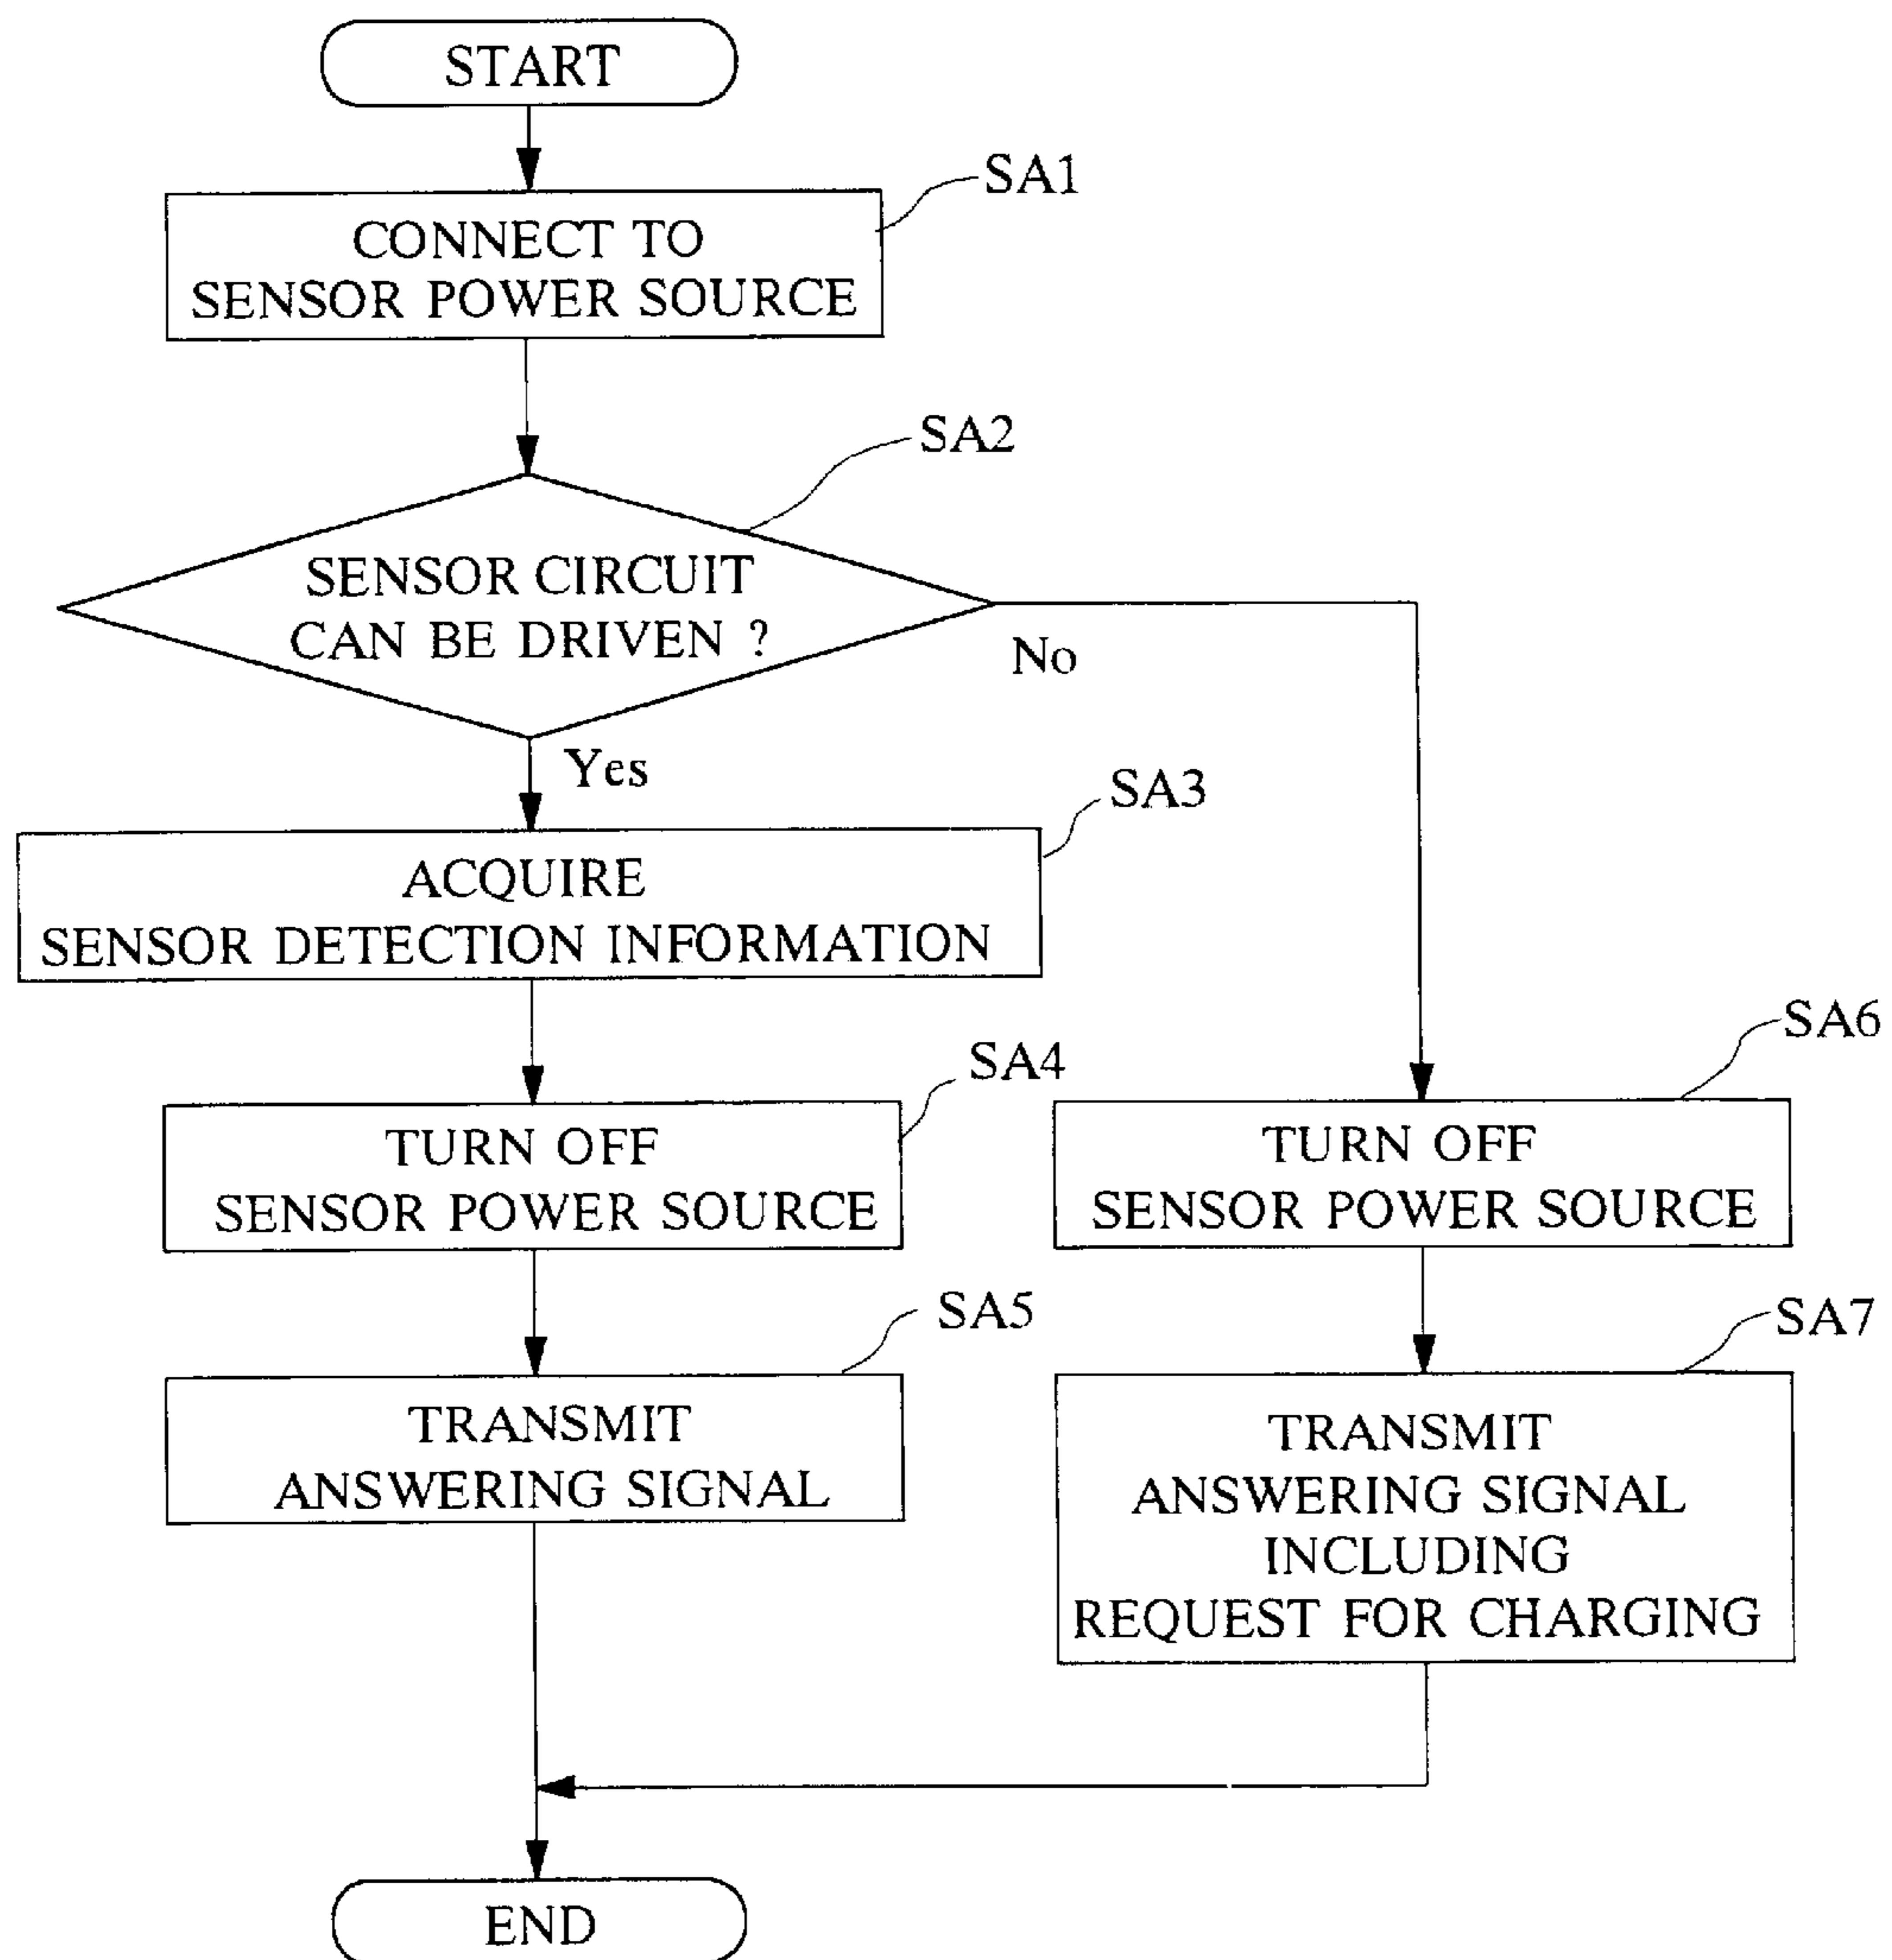 START
SA1
CONNECT TO
SENSOR POWER SOURCE
SA2
SENSOR CIRCUIT
CAN BE DRIVEN ?
No
Yes
SA3
ACQUIRE
SENSOR DETECTION INFORMATION
SA4
TURN OFF
SENSOR POWER SOURCE
SA5
TRANSMIT
ANSWERING SIGNAL
SA6
TURN OFF
SENSOR POWER SOURCE
SA7
TRANSMIT
ANSWERING SIGNAL
INCLUDING
REQUEST FOR CHARGING
END